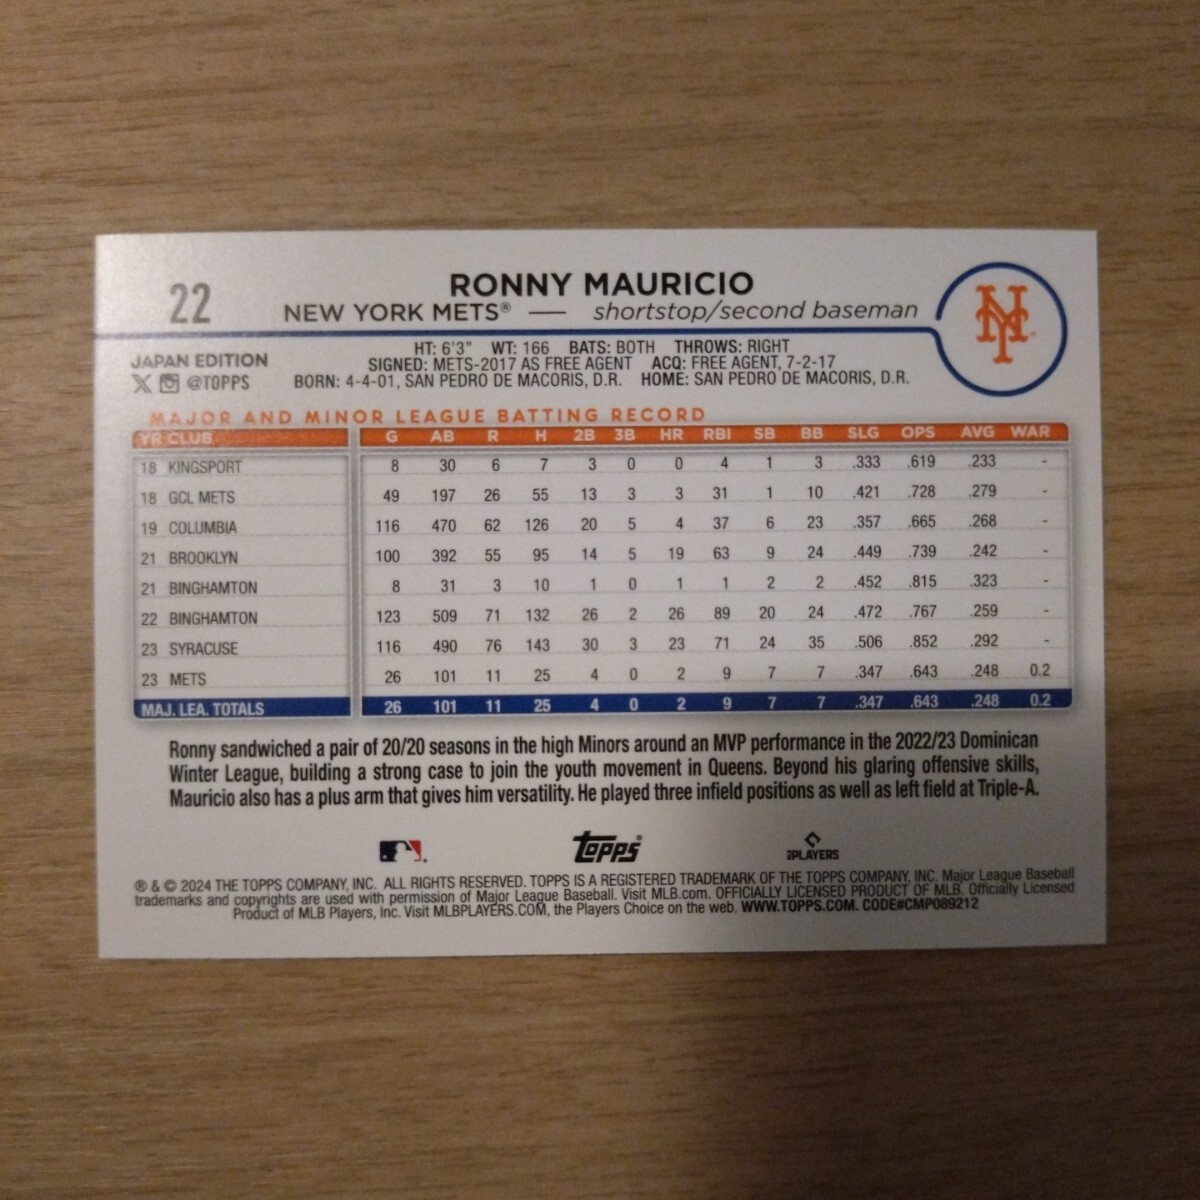 22
RONNY MAURICIO
NEW YORK METS® — shortstop/second baseman
NY
JAPAN EDITION
X @TOPPS
HT: 6'3" WT: 166 BATS: BOTH THROWS: RIGHT
SIGNED: METS-2017 AS FREE AGENT ACQ: FREE AGENT, 7-2-17
BORN: 4-4-01, SAN PEDRO DE MACORIS, D.R. HOME: SAN PEDRO DE MACORIS, D.R.
MAJOR AND MINOR LEAGUE BATTING RECORD
YR CLUB G AB R H 2B 3B HR RBI SB BB SLG OPS AVG WAR
18 KINGSPORT 8 30 6 7 3 0 0 4 1 3 .333 .619 .233 -
18 GCL METS 49 197 26 55 13 3 3 31 1 10 .421 .728 .279 -
19 COLUMBIA 116 470 62 126 20 5 4 37 6 23 .357 .665 .268 -
21 BROOKLYN 100 392 55 95 14 5 19 63 9 24 .449 .739 .242 -
21 BINGHAMTON 8 31 3 10 1 0 1 1 2 2 .452 .815 .323 -
22 BINGHAMTON 123 509 71 132 26 2 26 89 20 24 .472 .767 .259 -
23 SYRACUSE 116 490 76 143 30 3 23 71 24 35 .506 .852 .292 -
23 METS 26 101 11 25 4 0 2 9 7 7 .347 .643 .248 0.2
MAJ. LEA. TOTALS 26 101 11 25 4 0 2 9 7 7 .347 .643 .248 0.2
Ronny sandwiched a pair of 20/20 seasons in the high Minors around an MVP performance in the 2022/23 Dominican
Winter League, building a strong case to join the youth movement in Queens. Beyond his glaring offensive skills,
Mauricio also has a plus arm that gives him versatility. He played three infield positions as well as left field at Triple-A.
Topps®
PLAYERS
® & © 2024 THE TOPPS COMPANY, INC. ALL RIGHTS RESERVED. TOPPS IS A REGISTERED TRADEMARK OF THE TOPPS COMPANY, INC. Major League Baseball
trademarks and copyrights are used with permission of Major League Baseball. Visit MLB.com. OFFICIALLY LICENSED PRODUCT OF MLB. Officially Licensed
Product of MLB Players, Inc. Visit MLBPLAYERS.COM, the Players Choice on the web. WWW.TOPPS.COM. CODE#CMP089212